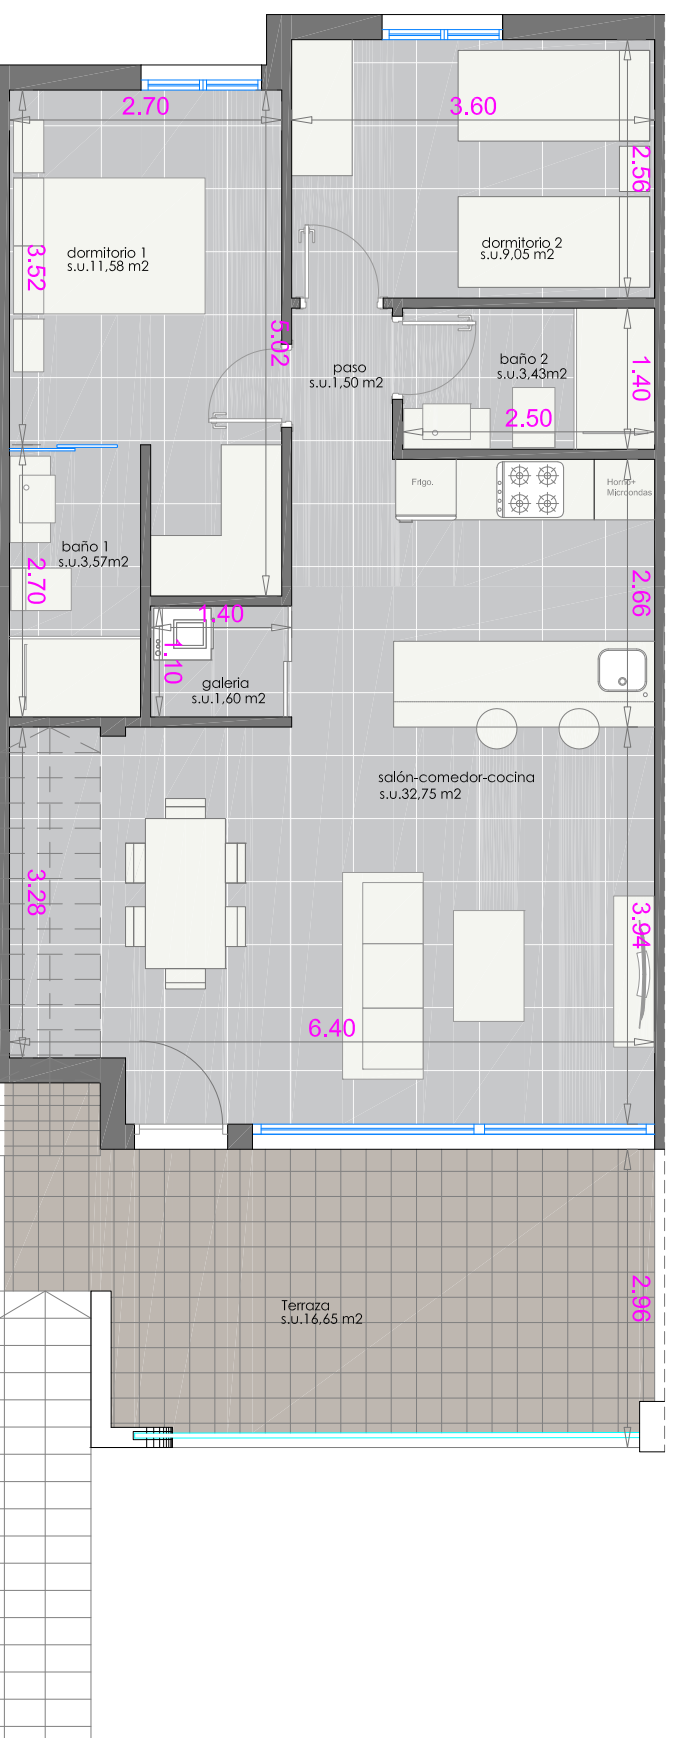 2.70
3.60
2.56
dormitorio 1
s.u.11,58 m2
3.52
dormitorio 2
s.u.9,05 m2
5.02
paso
s.u.1,50 m2
baño 2
s.u.3,43m2
1.40
2.50
Frigo.
Horno+
Microondas
baño 1
s.u.3,57m2
2.70
2.66
1.40
1.10
galeria
s.u.1,60 m2
salón-comedor-cocina
s.u.32,75 m2
3.28
3.94
6.40
Terraza
s.u.16,65 m2
2.96